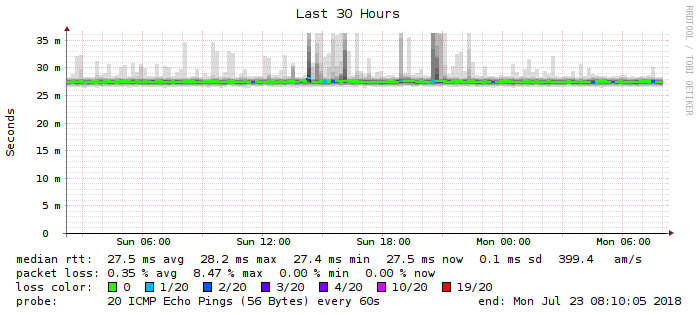 Last 30 Hours
RRDTOOL / TOBI OETIKER
Seconds
35 m
30 m
25 m
20 m
15 m
10 m
5 m
0
Sun 06:00 Sun 12:00 Sun 18:00 Mon 00:00 Mon 06:00
median rtt: 27.5 ms avg 28.2 ms max 27.4 ms min 27.5 ms now 0.1 ms sd 399.4 am/s
packet loss: 0.35 % avg 8.47 % max 0.00 % min 0.00 % now
loss color: 0 1/20 2/20 3/20 4/20 10/20 19/20
probe: 20 ICMP Echo Pings (56 Bytes) every 60s end: Mon Jul 23 08:10:05 2018